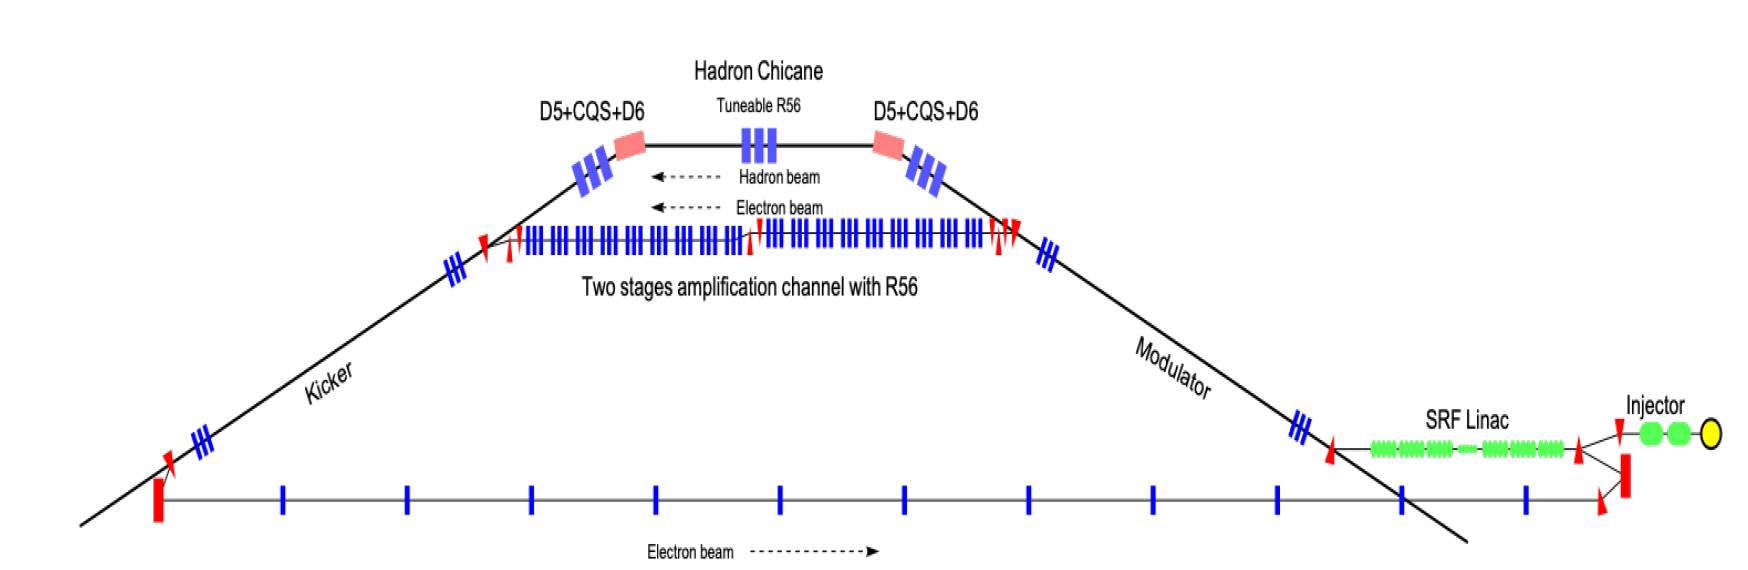 Hadron Chicane
Tuneable R56
D5+CQS+D6
D5+CQS+D6
Hadron beam
Electron beam
Two stages amplification channel with R56
Kicker
Modulator
SRF Linac
Injector
Electron beam